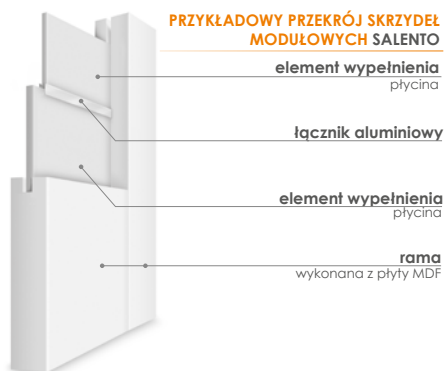 PRZYKŁADOWY PRZEKRÓJ SKRZYDEŁ
MODUŁOWYCH SALENTO
element wypełnienia
płycina
łącznik aluminiowy
element wypełnienia
płycina
rama
wykonana z płyty MDF